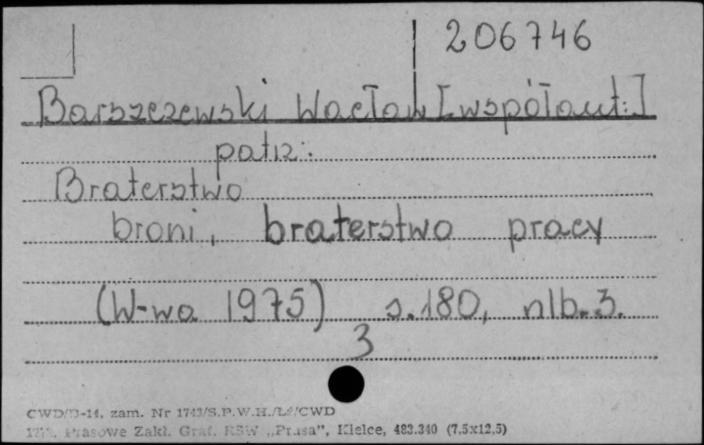 206746
Barszczewski Wacław [współaut:]
patrz:
Braterstwo
broni, braterstwo pracy
(W-wa 1975) s.180, nlb.3.
3
CWD/D-14, zam. Nr 1743/S.P.W.H./L/CWD
Prasowe Zakł. Graf. RSW „Prasa", Kielce, 483.340 (7,5x12,5)